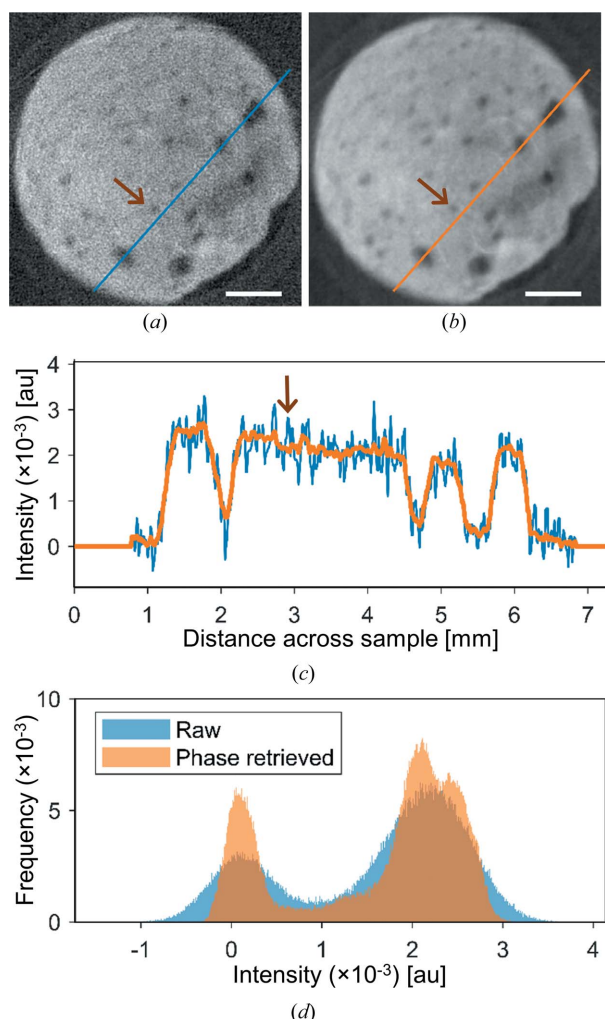 (a) (b)
Intensity (×10⁻³) [au]
4
3
2
1
0
0 1 2 3 4 5 6 7
Distance across sample [mm]
(c)
Frequency (×10⁻³)
10
5
0
Raw
Phase retrieved
-1 0 1 2 3 4
Intensity (×10⁻³) [au]
(d)